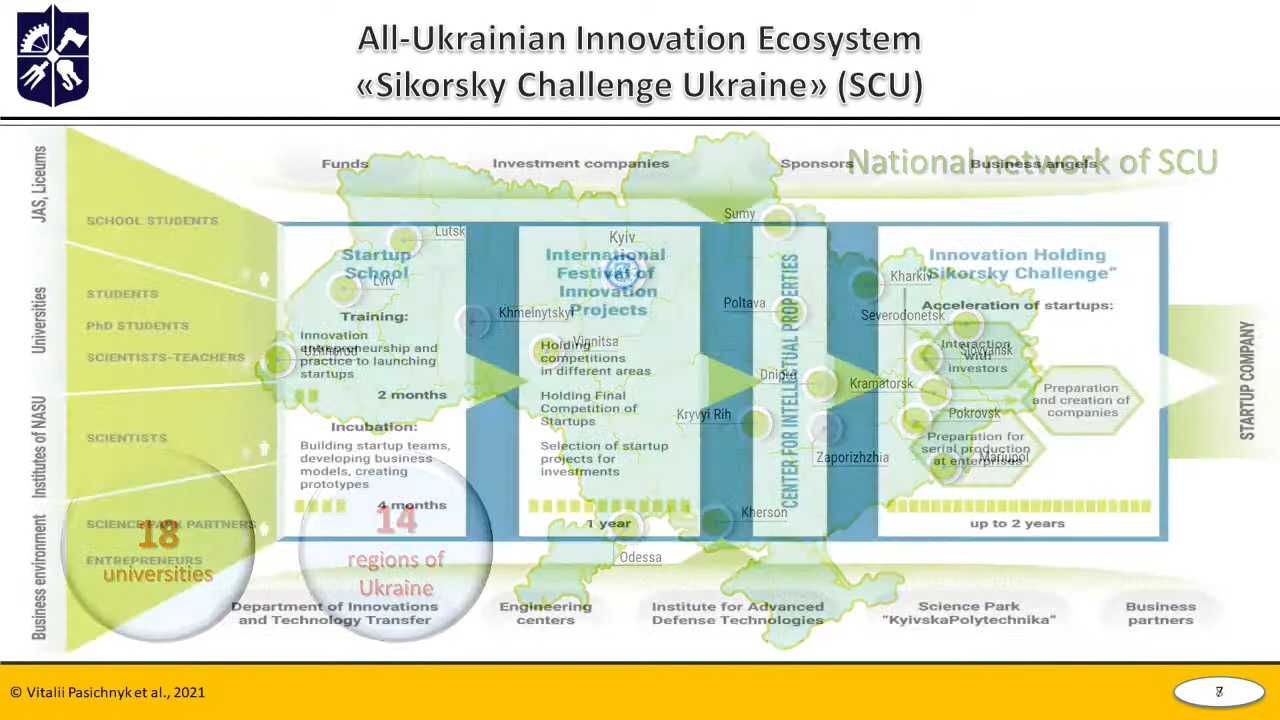 All-Ukrainian Innovation Ecosystem
«Sikorsky Challenge Ukraine» (SCU)
National network of SCU
Funds
Investment companies
Sponsors
Business angels
JAS, Liceums
Universities
Institutes of NASU
Business environment
SCHOOL STUDENTS
STUDENTS
PhD STUDENTS
SCIENTISTS-TEACHERS
SCIENTISTS
SCIENCE PARK PARTNERS
ENTREPRENEURS
Startup
School
Training:
Innovation
entrepreneurship and
practice to launching
startups
2 months
Incubation:
Building startup teams,
developing business
models, creating
prototypes
4 months
International
Festival of
Innovation
Projects
Holding
competitions
in different areas
Holding Final
Competition of
Startups
Selection of startup
projects for
investments
1 year
CENTER FOR INTELLECTUAL PROPERTIES
Innovation Holding
"Sikorsky Challenge"
Acceleration of startups:
Interaction
with
investors
Preparation
and creation of
companies
Preparation for
serial production
at enterprises
up to 2 years
STARTUP COMPANY
Lutsk
Lviv
Uzhhorod
Khmelnytskyi
Vinnitsa
Kyiv
Sumy
Poltava
Kharkiv
Severodonetsk
Slovyansk
Kramatorsk
Pokrovsk
Mariupol
Dnipro
Kryvyi Rih
Zaporizhzhia
Kherson
Odessa
18
universities
14
regions of
Ukraine
Department of Innovations
and Technology Transfer
Engineering
centers
Institute for Advanced
Defense Technologies
Science Park
"KyivskaPolytechnika"
Business
partners
© Vitalii Pasichnyk et al., 2021